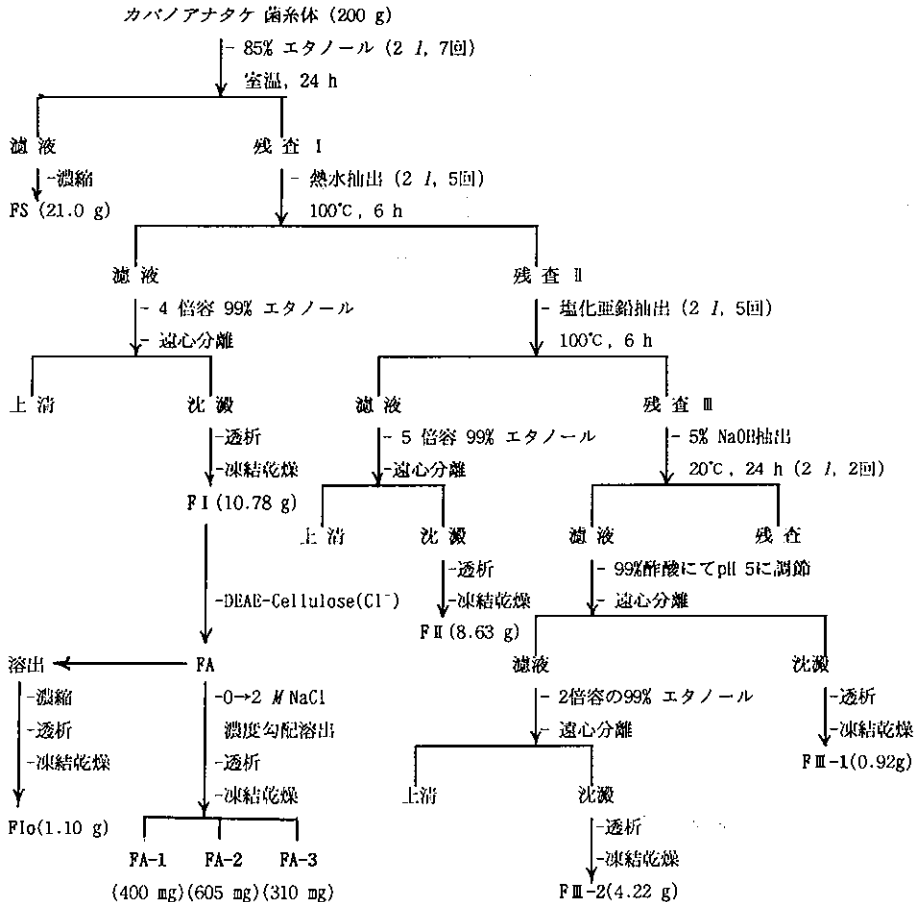 カバノアナタケ 菌糸体 (200 g)
- 85% エタノール (2 l, 7回)
室温, 24 h
濾 液
残 査 I
-濃縮
- 熱水抽出 (2 l, 5回)
FS (21.0 g)
100℃, 6 h
濾 液
残 査 II
- 4 倍容 99% エタノール
- 塩化亜鉛抽出 (2 l, 5回)
- 遠心分離
100℃, 6 h
上 清
沈 澱
濾 液
残 査 III
-透析
- 5 倍容 99% エタノール
- 5% NaOH抽出
-凍結乾燥
-遠心分離
20℃, 24 h (2 l, 2回)
F I (10.78 g)
上 清
沈 澱
濾 液
残 査
-透析
- 99%酢酸にてpH 5に調節
-DEAE-Cellulose(Cl⁻)
-凍結乾燥
- 遠心分離
F II (8.63 g)
溶出
FA
濾液
沈澱
-濃縮
-0→2 M NaCl
- 2倍容の99% エタノール
-透析
-透析
濃度勾配溶出
- 遠心分離
-凍結乾燥
-凍結乾燥
-透析
F III-1(0.92g)
-凍結乾燥
上清
沈澱
FIo(1.10 g)
-透析
FA-1 FA-2 FA-3
-凍結乾燥
(400 mg)(605 mg)(310 mg)
F III-2(4.22 g)